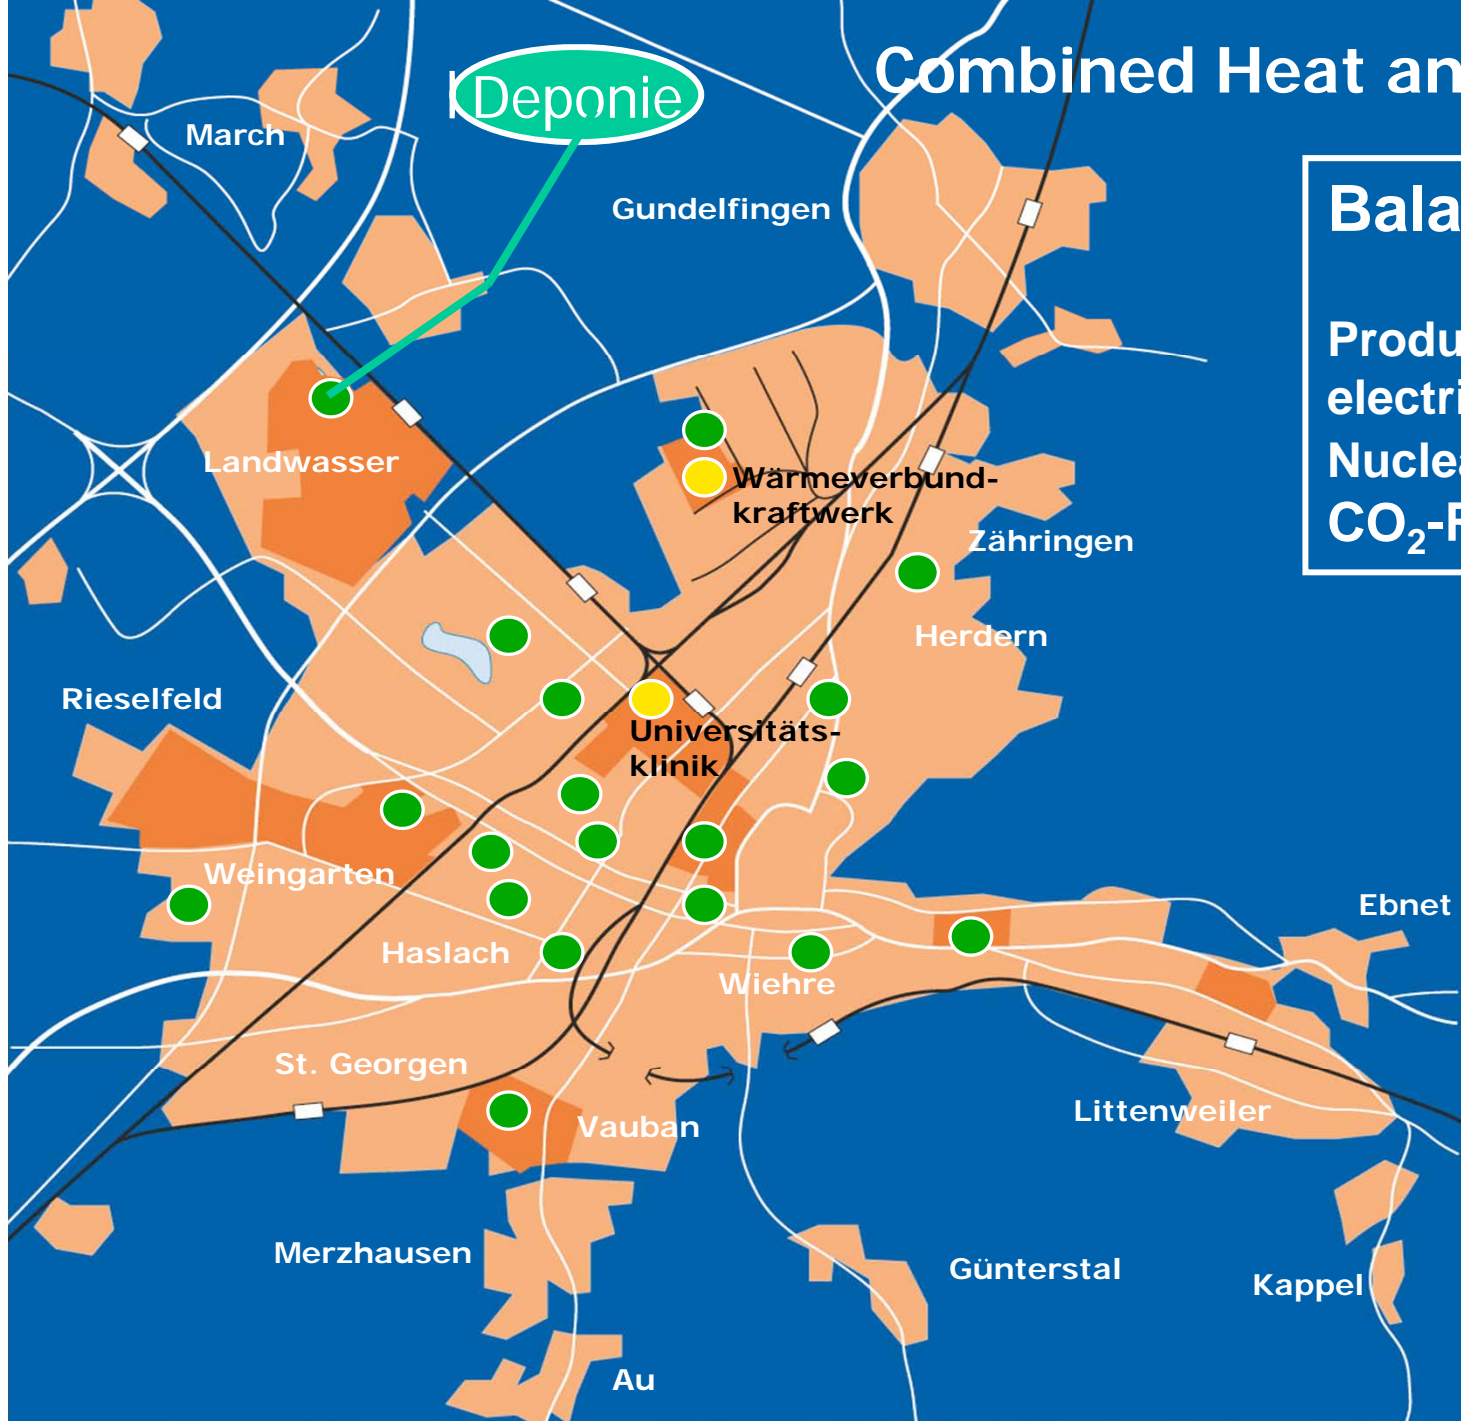 Combined Heat an
Deponie
March
Gundelfingen
Bala
Produ
electri
Nuclea
CO₂-F
Landwasser
Wärmeverbund-
kraftwerk
Zähringen
Herdern
Rieselfeld
Universitäts-
klinik
Weingarten
Ebnet
Haslach
Wiehre
St. Georgen
Vauban
Littenweiler
Merzhausen
Günterstal
Kappel
Au